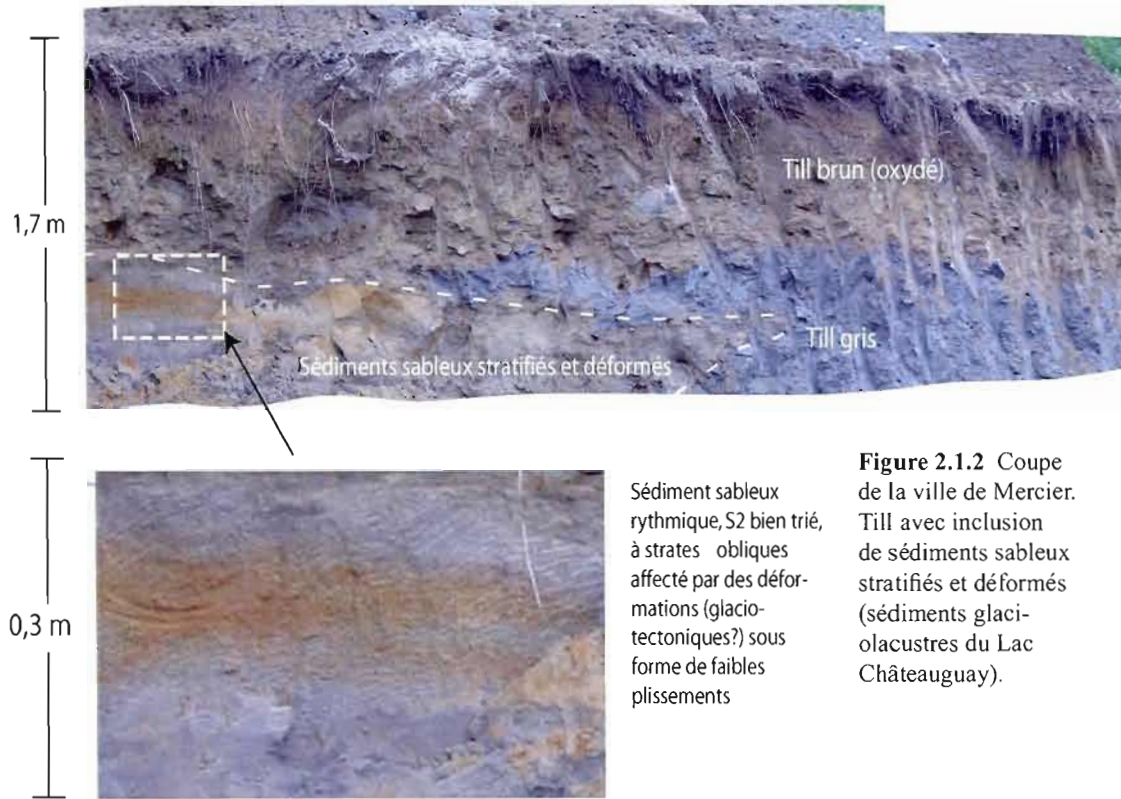 1,7 m
Till brun (oxydé)
Till gris
Sédiments sableux stratifiés et déformés
0,3 m
Sédiment sableux
rythmique, S2 bien trié,
à strates obliques
affecté par des défor-
mations (glacio-
tectoniques?) sous
forme de faibles
plissements
Figure 2.1.2 Coupe
de la ville de Mercier.
Till avec inclusion
de sédiments sableux
stratifiés et déformés
(sédiments glaci-
olacustres du Lac
Châteauguay).